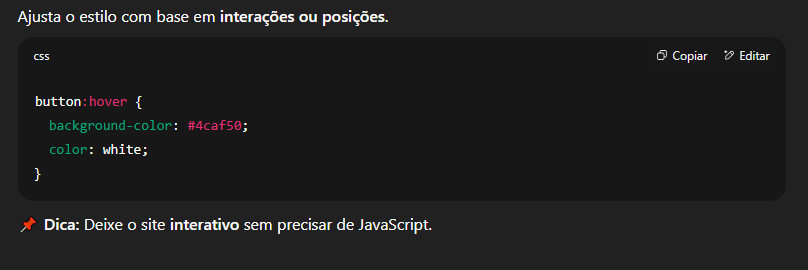 Ajusta o estilo com base em interações ou posições.
css Copiar Editar
button:hover {
  background-color: #4caf50;
  color: white;
}
📌 Dica: Deixe o site interativo sem precisar de JavaScript.